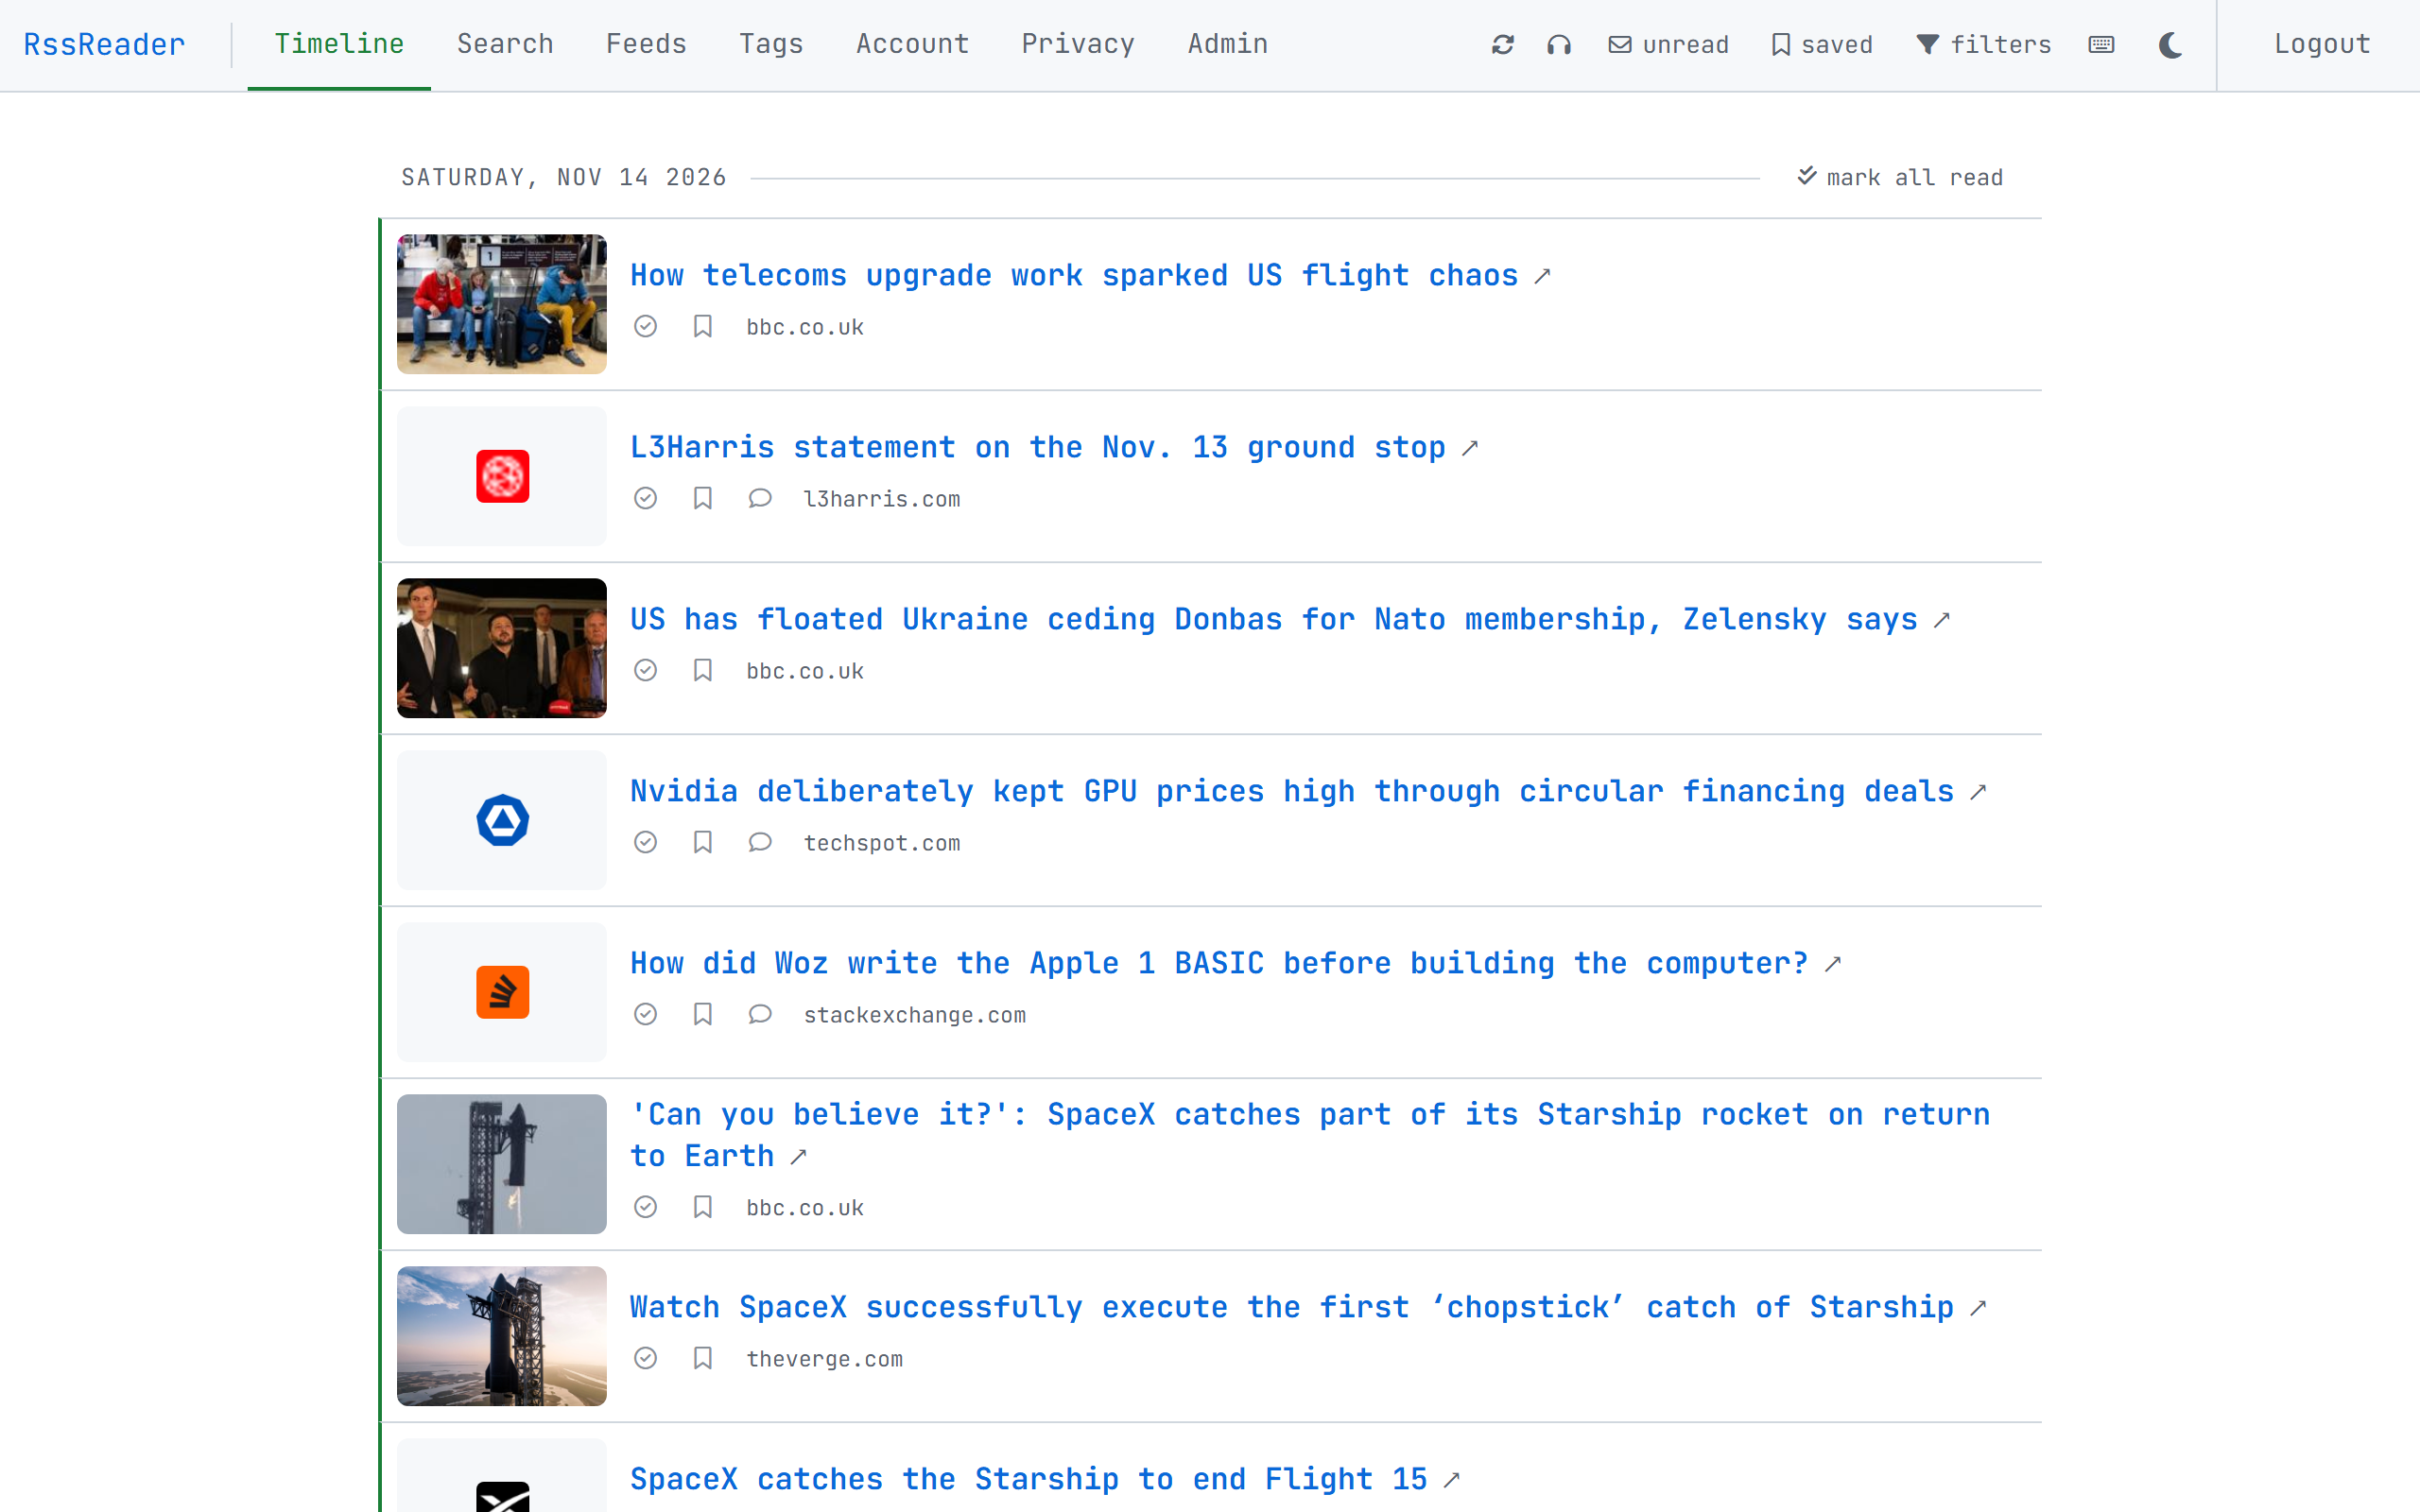 RssReader Timeline Search Feeds Tags Account Privacy Admin unread saved filters Logout
SATURDAY, NOV 14 2026 mark all read
1
How telecoms upgrade work sparked US flight chaos ↗
bbc.co.uk
L3Harris statement on the Nov. 13 ground stop ↗
l3harris.com
US has floated Ukraine ceding Donbas for Nato membership, Zelensky says ↗
bbc.co.uk
Nvidia deliberately kept GPU prices high through circular financing deals ↗
techspot.com
How did Woz write the Apple 1 BASIC before building the computer? ↗
stackexchange.com
'Can you believe it?': SpaceX catches part of its Starship rocket on return
to Earth ↗
bbc.co.uk
Watch SpaceX successfully execute the first ‘chopstick’ catch of Starship ↗
theverge.com
SpaceX catches the Starship to end Flight 15 ↗